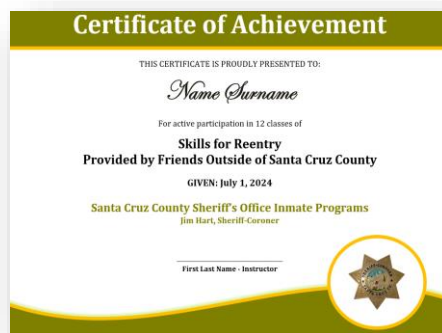 Certificate of Achievement
THIS CERTIFICATE IS PROUDLY PRESENTED TO:
Name Surname
For active participation in 12 classes of
Skills for Reentry
Provided by Friends Outside of Santa Cruz County
GIVEN: July 1, 2024
Santa Cruz County Sheriff's Office Inmate Programs
Jim Hart, Sheriff-Coroner
First Last Name - Instructor